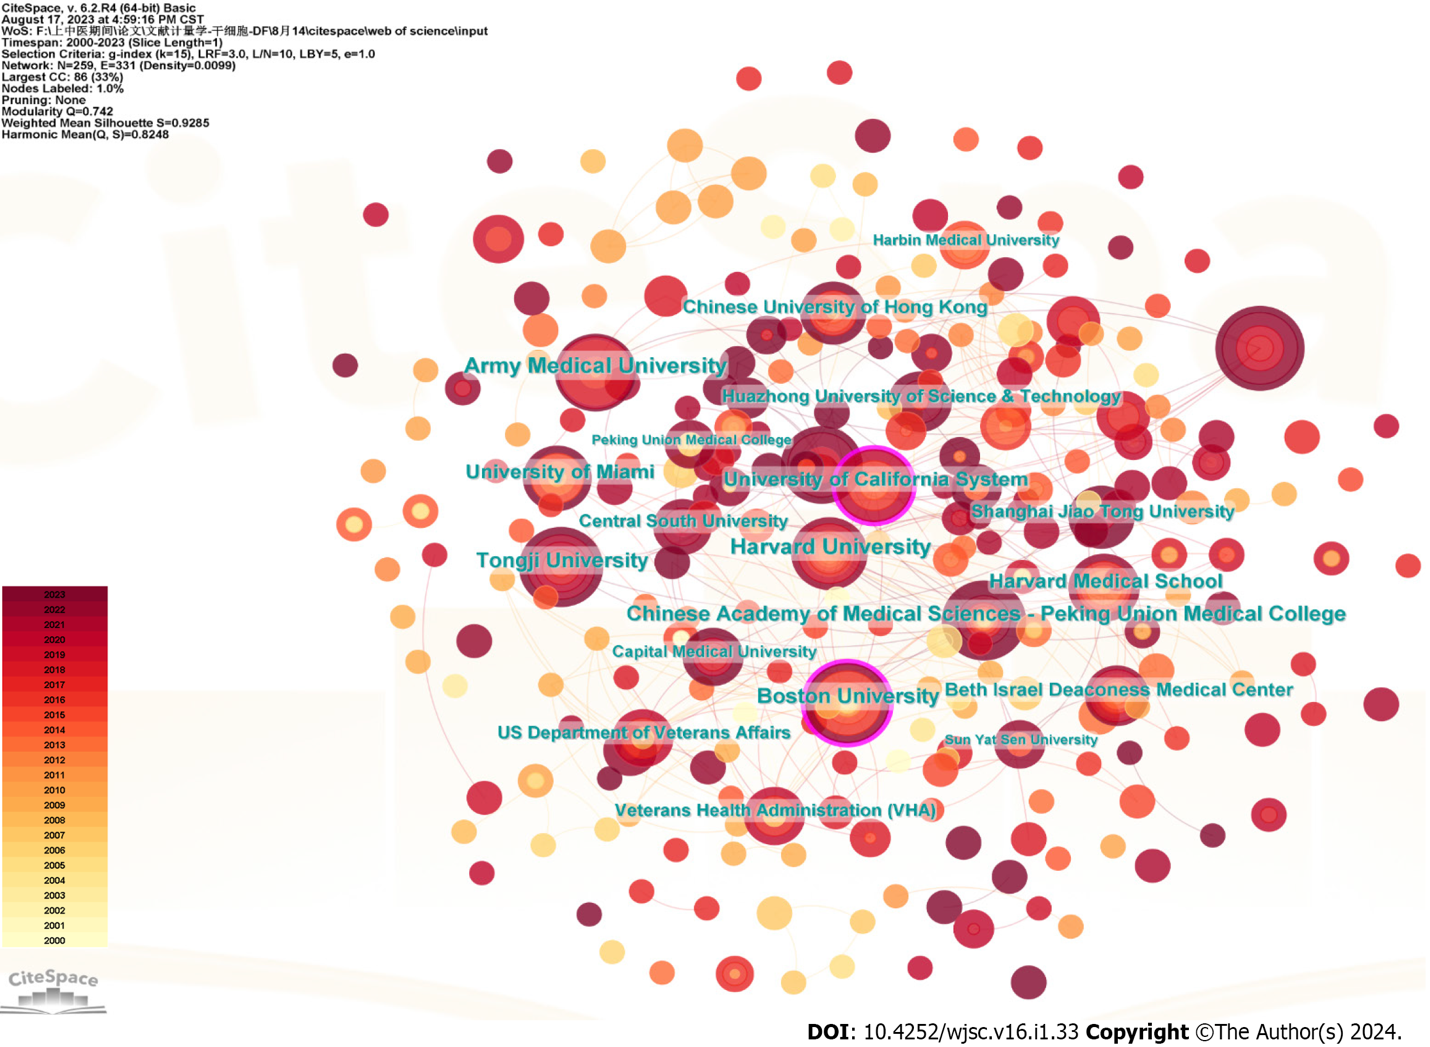 CiteSpace, v. 6.2.R4 (64-bit) Basic
August 17, 2023 at 4:59:16 PM CST
WoS: F:\上中医期间\论文\文献计量学-干细胞-DF\8月14\citespace\web of science\input
Timespan: 2000-2023 (Slice Length=1)
Selection Criteria: g-index (k=15), LRF=3.0, L/N=10, LBY=5, e=1.0
Network: N=259, E=331 (Density=0.0099)
Largest CC: 86 (33%)
Nodes Labeled: 1.0%
Pruning: None
Modularity Q=0.742
Weighted Mean Silhouette S=0.9285
Harmonic Mean(Q, S)=0.8248
CiteSpace
Harbin Medical University
Chinese University of Hong Kong
Army Medical University
Huazhong University of Science & Technology
Peking Union Medical College
University of Miami
University of California System
Shanghai Jiao Tong University
Central South University
Harvard University
Tongji University
Harvard Medical School
Chinese Academy of Medical Sciences - Peking Union Medical College
Capital Medical University
Boston University
Beth Israel Deaconess Medical Center
US Department of Veterans Affairs
Sun Yat Sen University
Veterans Health Administration (VHA)
2023
2022
2021
2020
2019
2018
2017
2016
2015
2014
2013
2012
2011
2010
2009
2008
2007
2006
2005
2004
2003
2002
2001
2000
CiteSpace
DOI: 10.4252/wjsc.v16.i1.33 Copyright ©The Author(s) 2024.